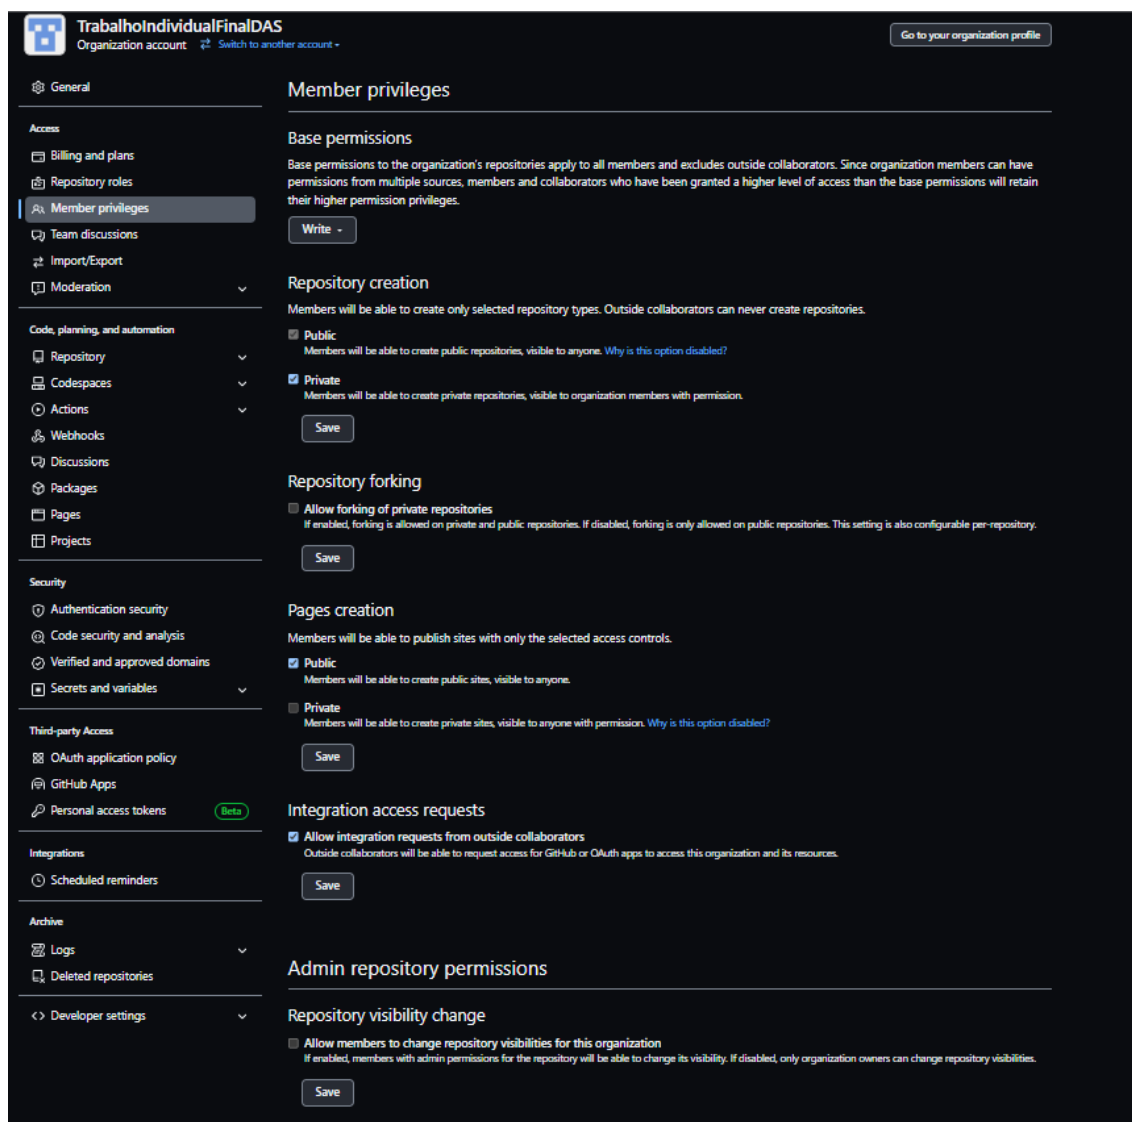 TrabalhoIndividualFinalDAS
Organization account Switch to another account
Go to your organization profile
General
Access
Billing and plans
Repository roles
Member privileges
Team discussions
Import/Export
Moderation
Code, planning, and automation
Repository
Codespaces
Actions
Webhooks
Discussions
Packages
Pages
Projects
Security
Authentication security
Code security and analysis
Verified and approved domains
Secrets and variables
Third-party Access
OAuth application policy
GitHub Apps
Personal access tokens Beta
Integrations
Scheduled reminders
Archive
Logs
Deleted repositories
Developer settings
Member privileges
Base permissions
Base permissions to the organization's repositories apply to all members and excludes outside collaborators. Since organization members can have
permissions from multiple sources, members and collaborators who have been granted a higher level of access than the base permissions will retain
their higher permission privileges.
Write
Repository creation
Members will be able to create only selected repository types. Outside collaborators can never create repositories.
Public
Members will be able to create public repositories, visible to anyone. Why is this option disabled?
Private
Members will be able to create private repositories, visible to organization members with permission.
Save
Repository forking
Allow forking of private repositories
If enabled, forking is allowed on private and public repositories. If disabled, forking is only allowed on public repositories. This setting is also configurable per-repository.
Save
Pages creation
Members will be able to publish sites with only the selected access controls.
Public
Members will be able to create public sites, visible to anyone.
Private
Members will be able to create private sites, visible to anyone with permission. Why is this option disabled?
Save
Integration access requests
Allow integration requests from outside collaborators
Outside collaborators will be able to request access for GitHub or OAuth apps to access this organization and its resources.
Save
Admin repository permissions
Repository visibility change
Allow members to change repository visibilities for this organization
If enabled, members with admin permissions for the repository will be able to change its visibility. If disabled, only organization owners can change repository visibilities.
Save